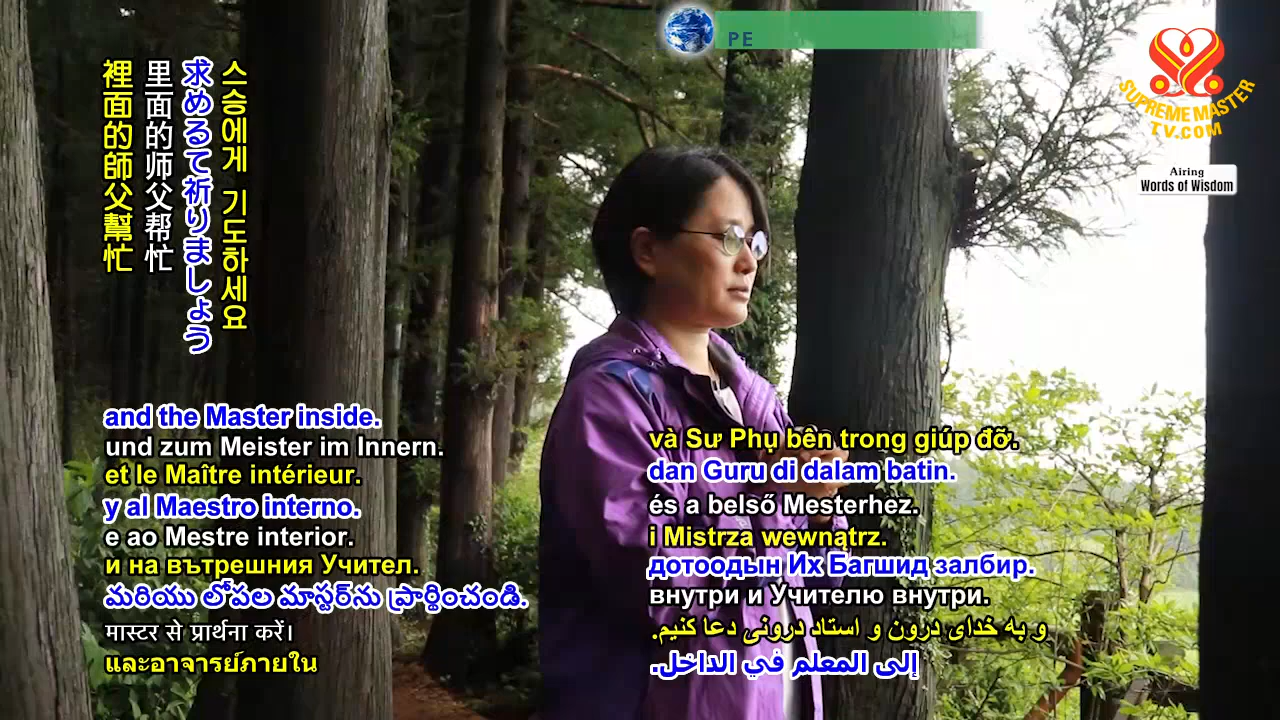 PE
SUPREME MASTER
TV.COM
Airing
Words of Wisdom
스승에게 기도하세요
求めるて祈りましょう
里面的师父帮忙
裡面的師父幫忙
and the Master inside.
und zum Meister im Innern.
et le Maître intérieur.
y al Maestro interno.
e ao Mestre interior.
и на вътрешния Учител.
మరియు లోపల మాస్టర్‌ను ప్రార్థించండి.
मास्टर से प्रार्थना करें।
และอาจารย์ภายใน
và Sư Phụ bên trong giúp đỡ.
dan Guru di dalam batin.
és a belső Mesterhez.
i Mistrza wewnątrz.
дотоодын Их Багшид залбир.
внутри и Учителю внутри.
و به خدای درون و استاد درونی دعا کنیم.
إلى المعلم في الداخل.